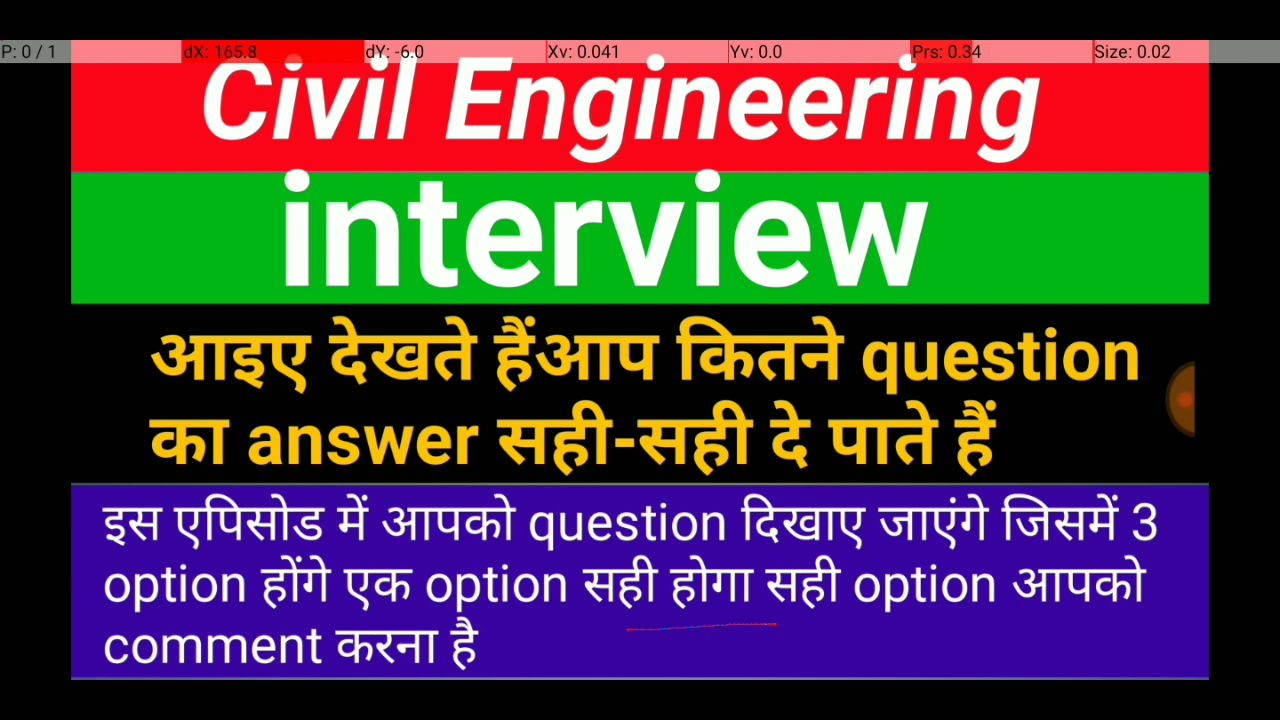 P: 0 / 1 dX: 165.8 dY: -6.0 Xv: 0.041 Yv: 0.0 Prs: 0.34 Size: 0.02
Civil Engineering
interview
आइए देखते हैंआप कितने question
का answer सही-सही दे पाते हैं
इस एपिसोड में आपको question दिखाए जाएंगे जिसमें 3
option होंगे एक option सही होगा सही option आपको
comment करना है